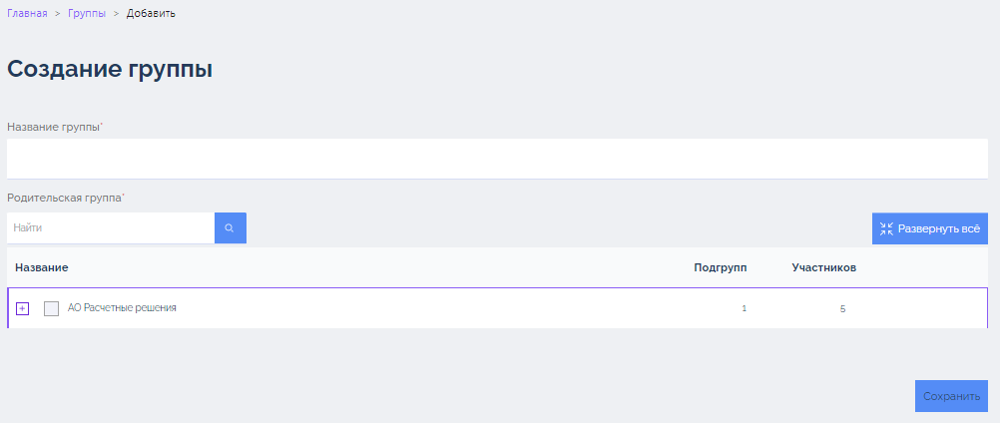 Главная > Группы > Добавить
Создание группы
Название группы*
Родительская группа*
Найти
Развернуть всё
Название Подгрупп Участников
АО Расчетные решения 1 5
Сохранить